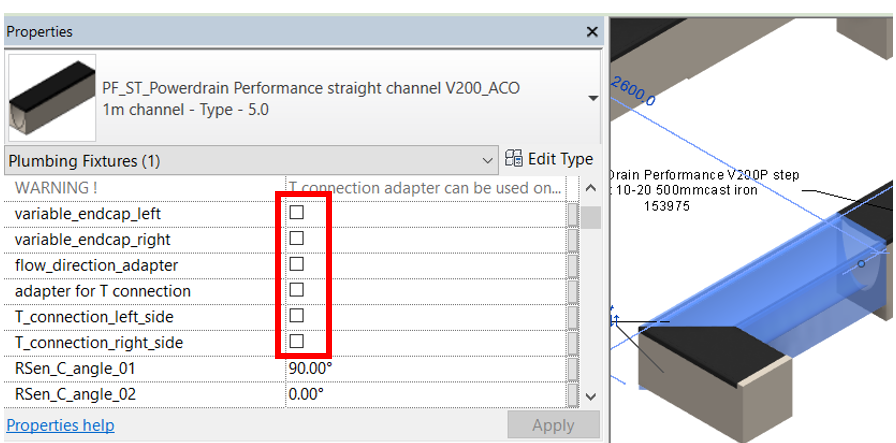 Properties
PF_ST_Powerdrain Performance straight channel V200_ACO
1m channel - Type - 5.0
Plumbing Fixtures (1)
Edit Type
WARNING ! T connection adapter can be used on...
variable_endcap_left
variable_endcap_right
flow_direction_adapter
adapter for T connection
T_connection_left_side
T_connection_right_side
RSen_C_angle_01 90.00°
RSen_C_angle_02 0.00°
Properties help
Apply
2600.0
Performance V200P step
10-20 500mmcast iron
153975